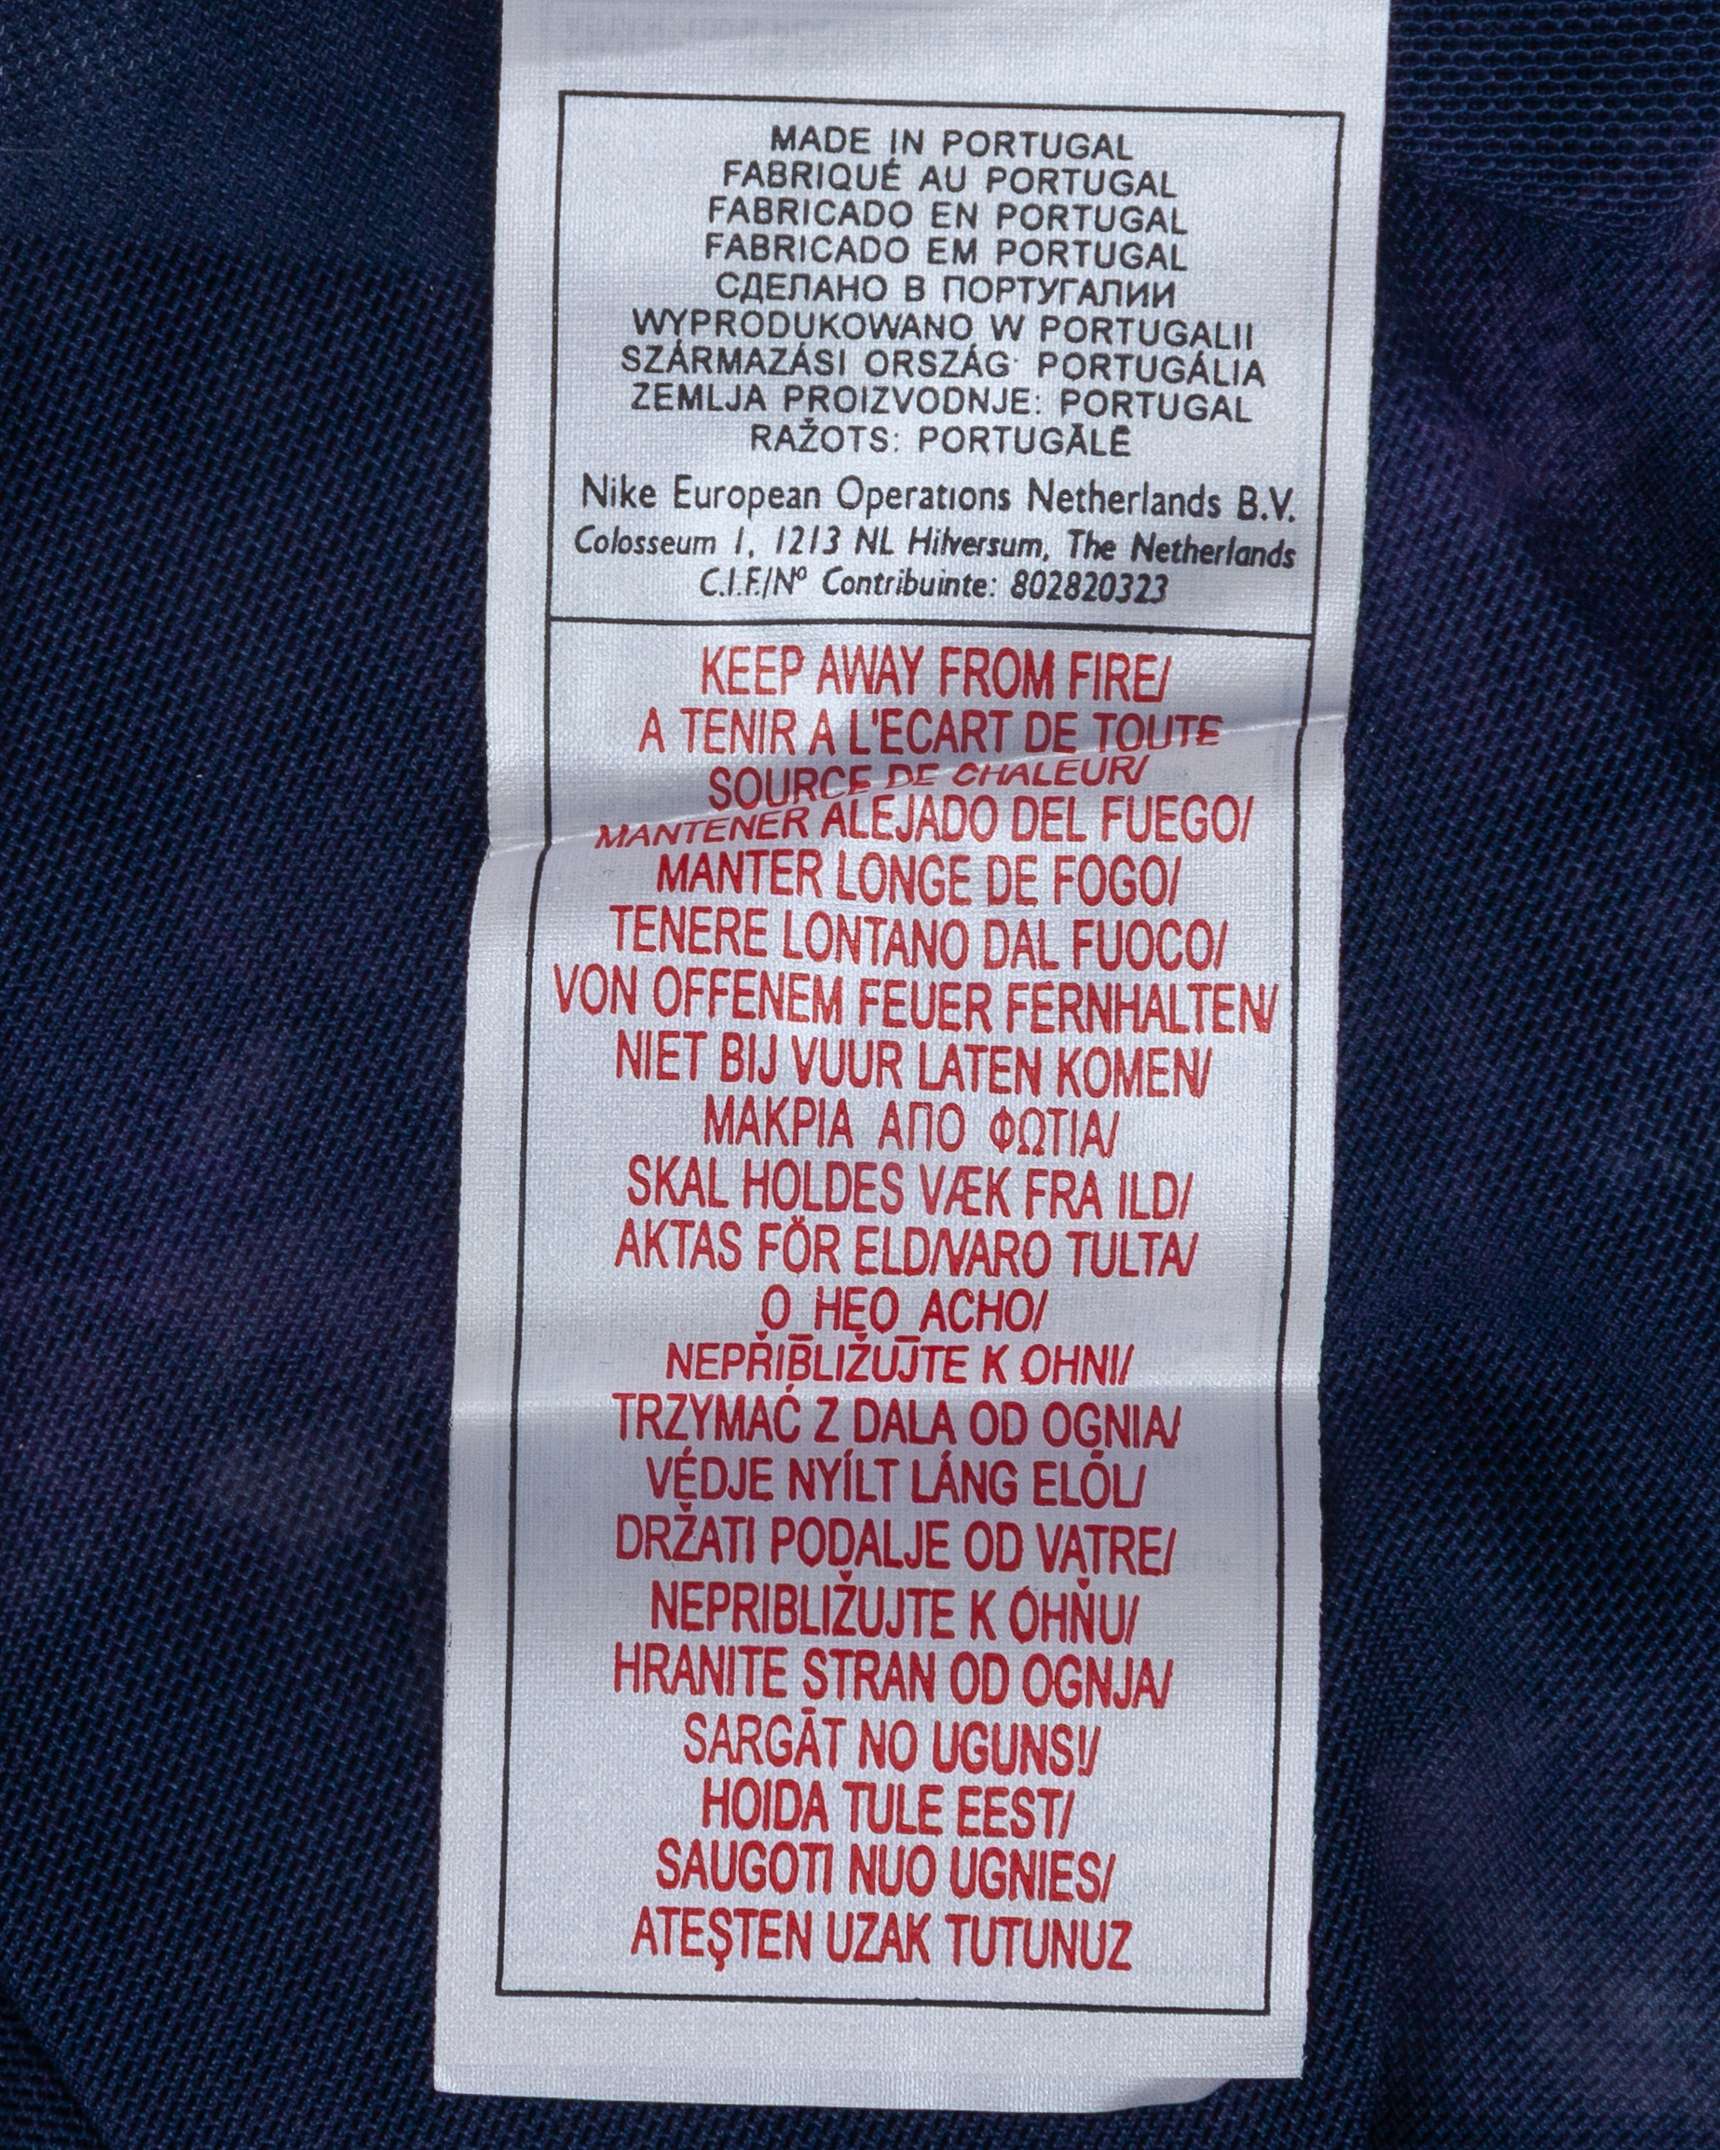 MADE IN PORTUGAL
FABRIQUÉ AU PORTUGAL
FABRICADO EN PORTUGAL
FABRICADO EM PORTUGAL
СДЕЛАНО В ПОРТУГАЛИИ
WYPRODUKOWANO W PORTUGALII
SZÁRMAZÁSI ORSZÁG: PORTUGÁLIA
ZEMLJA PROIZVODNJE: PORTUGAL
RAŽOTS: PORTUGĀLĒ
Nike European Operations Netherlands B.V.
Colosseum 1, 1213 NL Hilversum, The Netherlands
C.I.F./Nº Contribuinte: 802820323
KEEP AWAY FROM FIRE/
A TENIR A L'ECART DE TOUTE
SOURCE DE CHALEUR/
MANTENER ALEJADO DEL FUEGO/
MANTER LONGE DE FOGO/
TENERE LONTANO DAL FUOCO/
VON OFFENEM FEUER FERNHALTEN/
NIET BIJ VUUR LATEN KOMEN/
ΜΑΚΡΙΑ ΑΠΟ ΦΩΤΙΑ/
SKAL HOLDES VÆK FRA ILD/
AKTAS FÖR ELD/VARO TULTA/
О_НЕО_АСНО/
NEPŘIBLIŽUJTE K OHNI/
TRZYMAĆ Z DALA OD OGNIA/
VÉDJE NYÍLT LÁNG ELŐL/
DRŽATI PODALJE OD VATRE/
NEPRIBLIŽUJTE K OHŇU/
HRANITE STRAN OD OGNJA/
SARGĀT NO UGUNS!/
HOIDA TULE EEST/
SAUGOTI NUO UGNIES/
ATEŞTEN UZAK TUTUNUZ